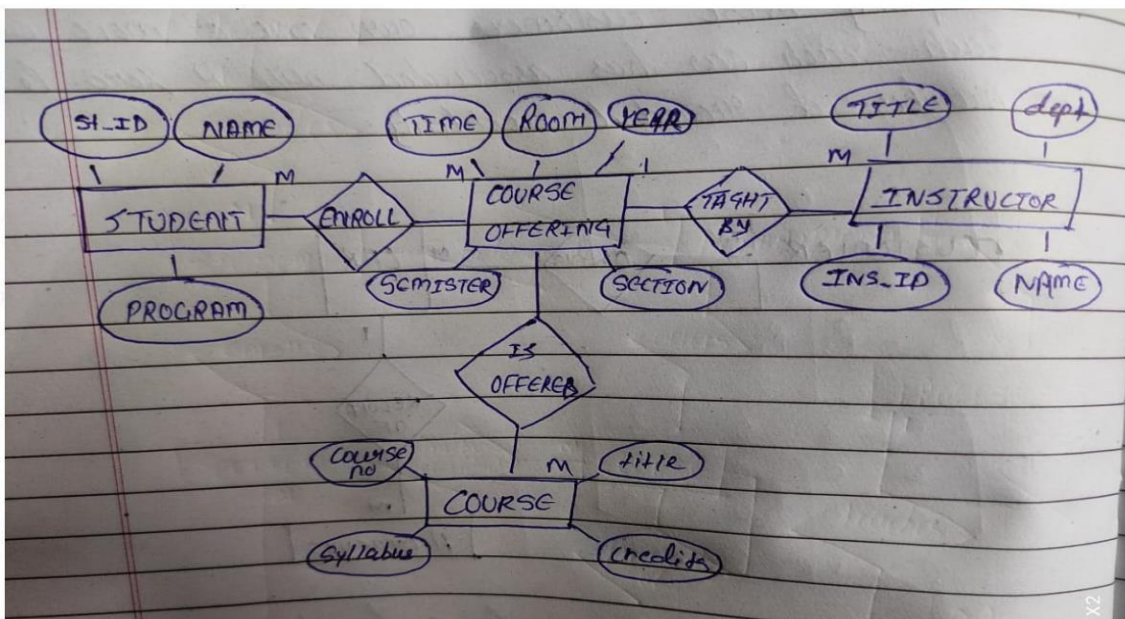 St_ID NAME TIME ROOM YEAR TITLE dept
M M 1 M
STUDENT ENROLL COURSE OFFERING TAGHT BY INSTRUCTOR
SEMISTER SECTION INS_ID NAME
PROGRAM
IS
OFFERED
Course no M title
COURSE
Syllabus credits
X2